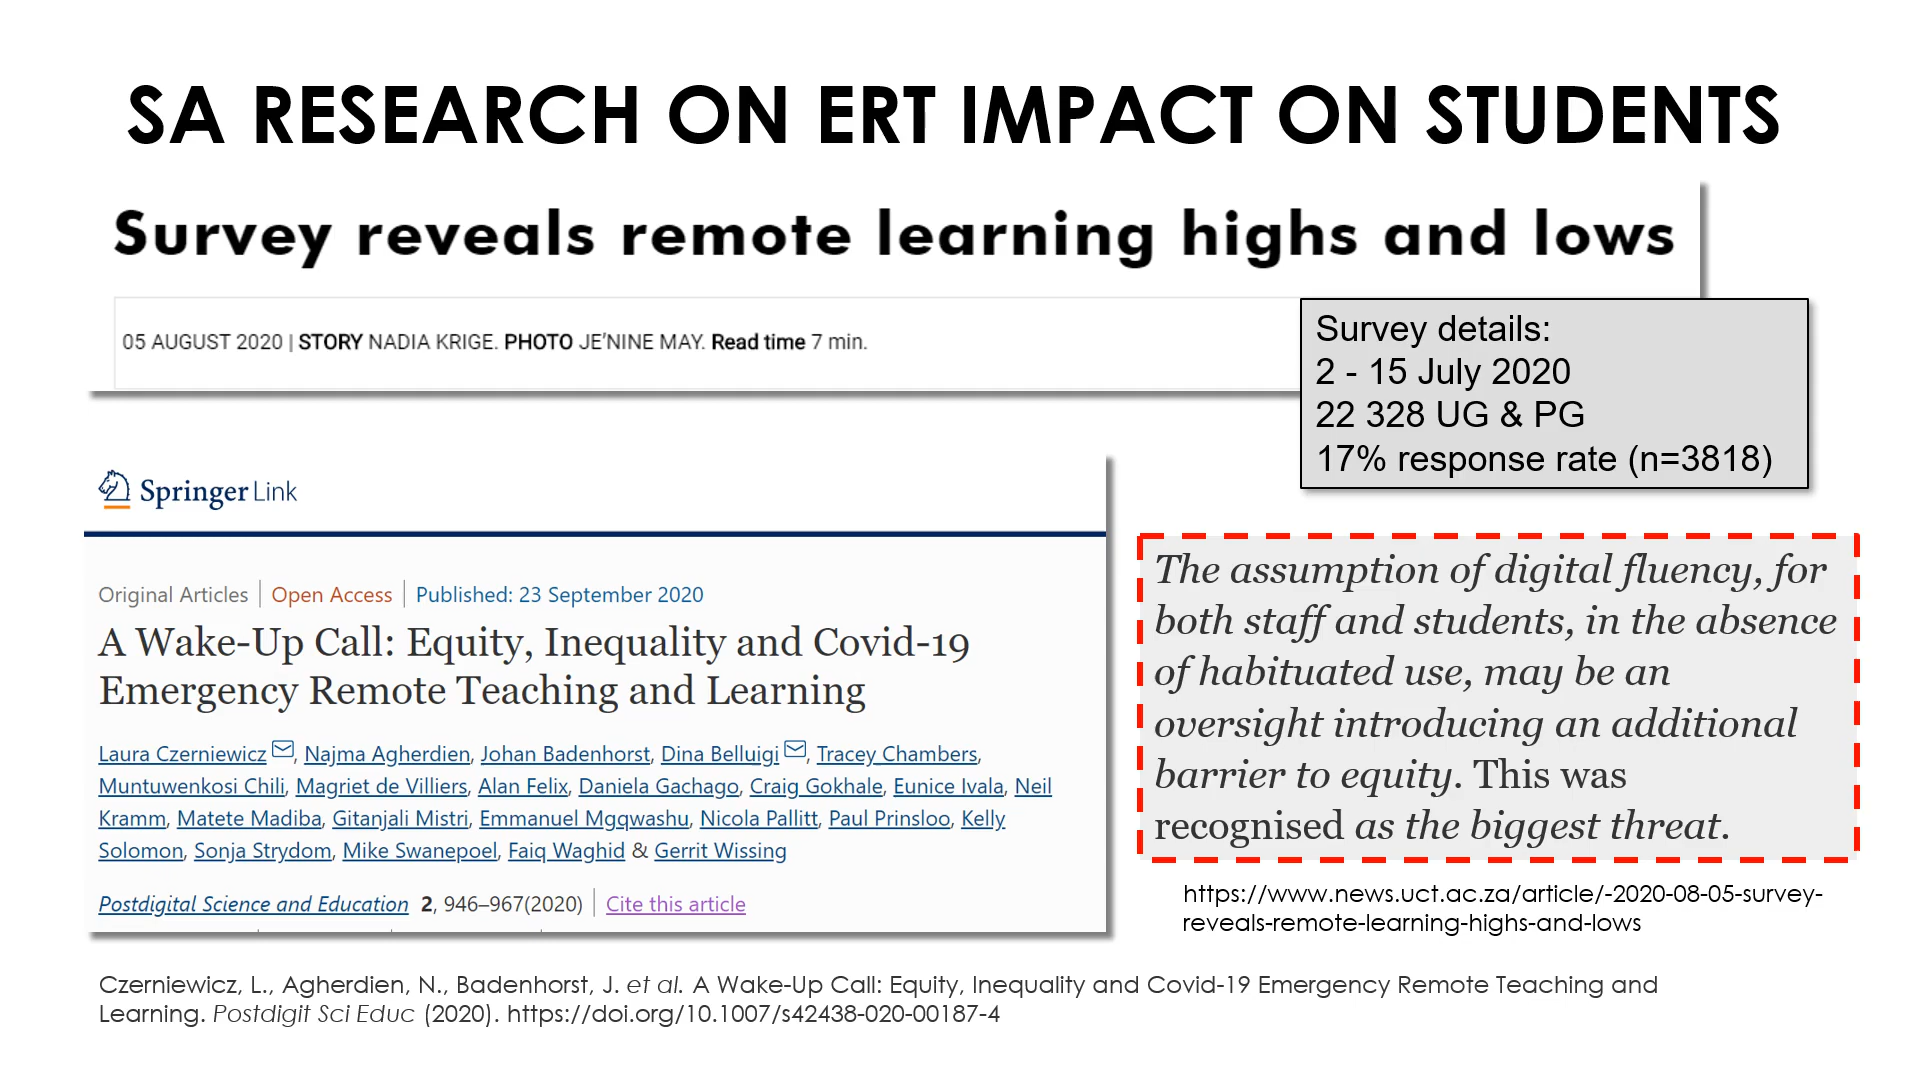 SA RESEARCH ON ERT IMPACT ON STUDENTS
Survey reveals remote learning highs and lows
05 AUGUST 2020 | STORY NADIA KRIGE. PHOTO JE'NINE MAY. Read time 7 min.
Survey details:
2 - 15 July 2020
22 328 UG & PG
17% response rate (n=3818)
Springer Link
Original Articles | Open Access | Published: 23 September 2020
A Wake-Up Call: Equity, Inequality and Covid-19
Emergency Remote Teaching and Learning
Laura Czerniewicz, Najma Agherdien, Johan Badenhorst, Dina Belluigi, Tracey Chambers,
Muntuwenkosi Chili, Magriet de Villiers, Alan Felix, Daniela Gachago, Craig Gokhale, Eunice Ivala, Neil
Kramm, Matete Madiba, Gitanjali Mistri, Emmanuel Mgqwashu, Nicola Pallitt, Paul Prinsloo, Kelly
Solomon, Sonja Strydom, Mike Swanepoel, Faiq Waghid & Gerrit Wissing
Postdigital Science and Education 2, 946–967(2020) | Cite this article
The assumption of digital fluency, for
both staff and students, in the absence
of habituated use, may be an
oversight introducing an additional
barrier to equity. This was
recognised as the biggest threat.
https://www.news.uct.ac.za/article/-2020-08-05-survey-
reveals-remote-learning-highs-and-lows
Czerniewicz, L., Agherdien, N., Badenhorst, J. et al. A Wake-Up Call: Equity, Inequality and Covid-19 Emergency Remote Teaching and
Learning. Postdigit Sci Educ (2020). https://doi.org/10.1007/s42438-020-00187-4